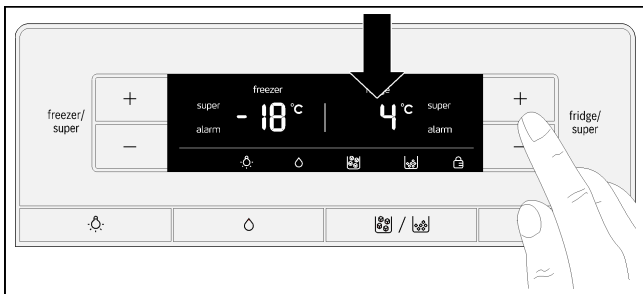 freezer
super
- 18 °C
alarm
4 °C
super
alarm
freezer/
super
+
−
+
−
fridge/
super